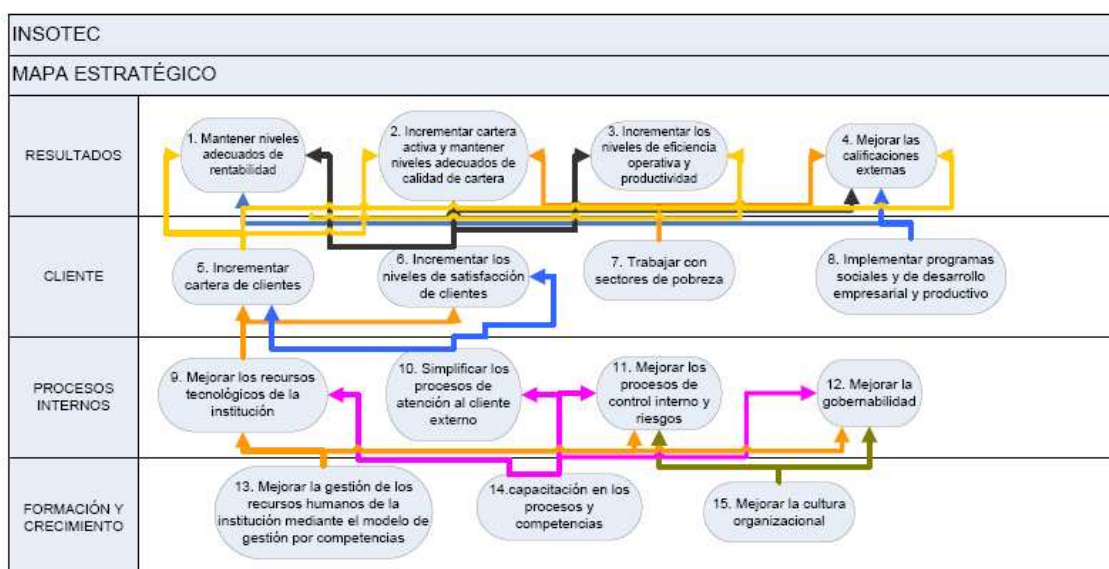 INSOTEC
MAPA ESTRATÉGICO
RESULTADOS
1. Mantener niveles
adecuados de
rentabilidad
2. Incrementar cartera
activa y mantener
niveles adecuados de
calidad de cartera
3. Incrementar los
niveles de eficiencia
operativa y
productividad
4. Mejorar las
calificaciones
externas
CLIENTE
5. Incrementar
cartera de clientes
6. Incrementar los
niveles de satisfacción
de clientes
7. Trabajar con
sectores de pobreza
8. Implementar programas
sociales y de desarrollo
empresarial y productivo
PROCESOS
INTERNOS
9. Mejorar los recursos
tecnológicos de la
institución
10. Simplificar los
procesos de
atención al cliente
externo
11. Mejorar los
procesos de
control interno y
riesgos
12. Mejorar la
gobernabilidad
FORMACIÓN Y
CRECIMIENTO
13. Mejorar la gestión de los
recursos humanos de la
institución mediante el modelo de
gestión por competencias
14.capacitación en los
procesos y
competencias
15. Mejorar la cultura
organizacional